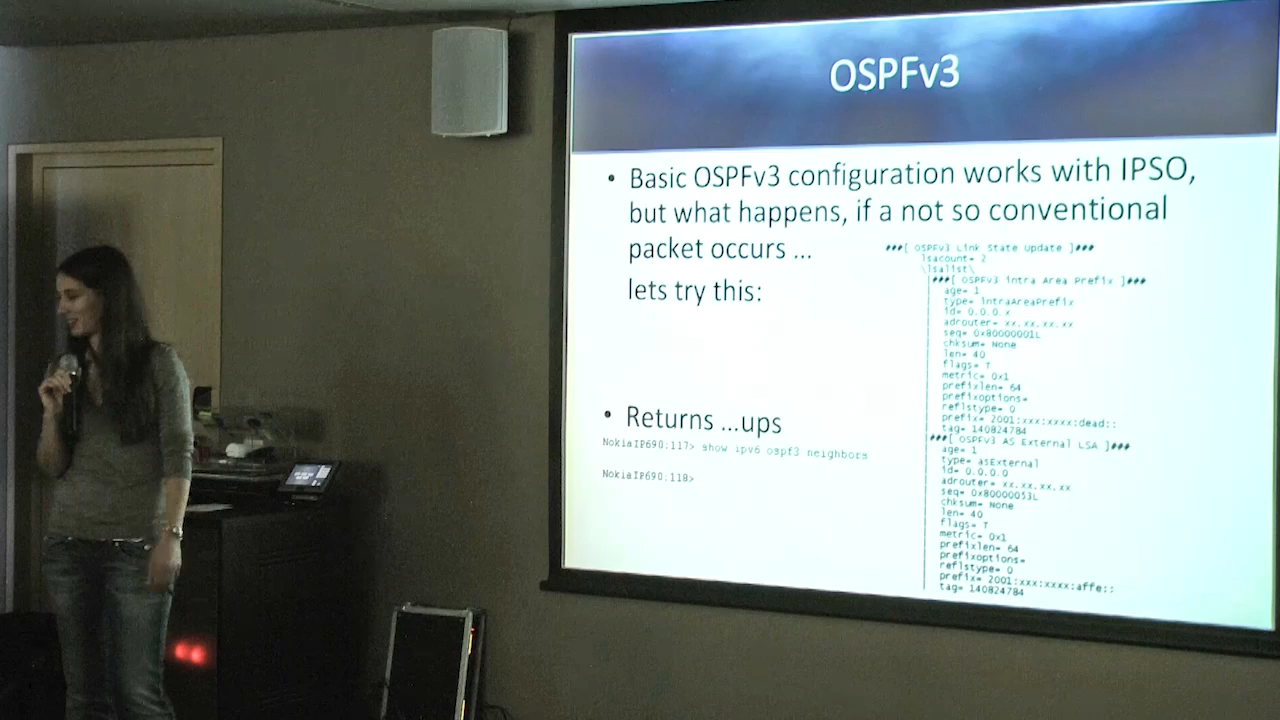 OSPFv3
• Basic OSPFv3 configuration works with IPSO,
but what happens, if a not so conventional
packet occurs ...
lets try this:
• Returns ...ups
NokiaIP690:117> show ipv6 ospf3 neighbors
NokiaIP690:118>
###[ OSPFv3 Link State Update ]###
lsacount= 2
\lsalist\
|###[ OSPFv3 Intra Area Prefix ]###
| age= 1
| type= intraAreaPrefix
| id= 0.0.0.x
| adrouter= xx.xx.xx.xx
| seq= 0x80000001L
| chksum= None
| len= 40
| flags= T
| metric= 0x1
| prefixlen= 64
| prefixoptions=
| reflstype= 0
| prefix= 2001:xxx:xxxx:dead::
| tag= 140824784
|###[ OSPFv3 AS External LSA ]###
| age= 1
| type= asExternal
| id= 0.0.0.0
| adrouter= xx.xx.xx.xx
| seq= 0x80000053L
| chksum= None
| len= 40
| flags= T
| metric= 0x1
| prefixlen= 64
| prefixoptions=
| reflstype= 0
| prefix= 2001:xxx:xxxx:affe::
| tag= 140824784